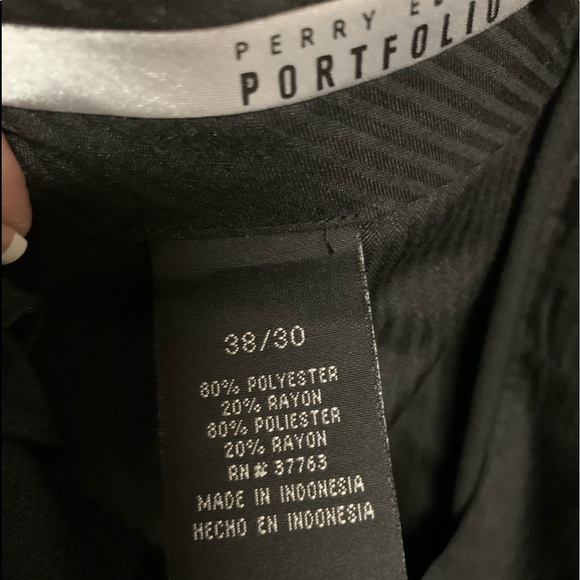 PERRY
PORTFOLIO
38/30
80% POLYESTER
20% RAYON
80% POLIESTER
20% RAYON
RN# 37763
MADE IN INDONESIA
HECHO EN INDONESIA